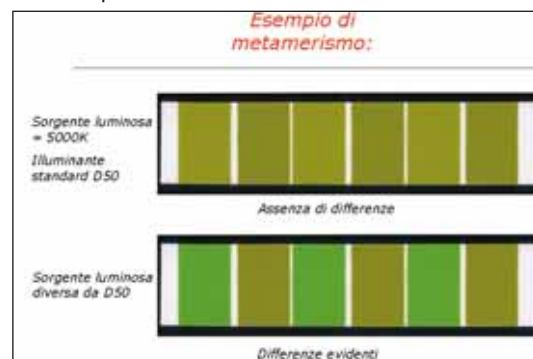 Esempio di
metamerismo:
Sorgente luminosa
= 5000K
Illuminante
standard D50
Assenza di differenze
Sorgente luminosa
diversa da D50
Differenze evidenti